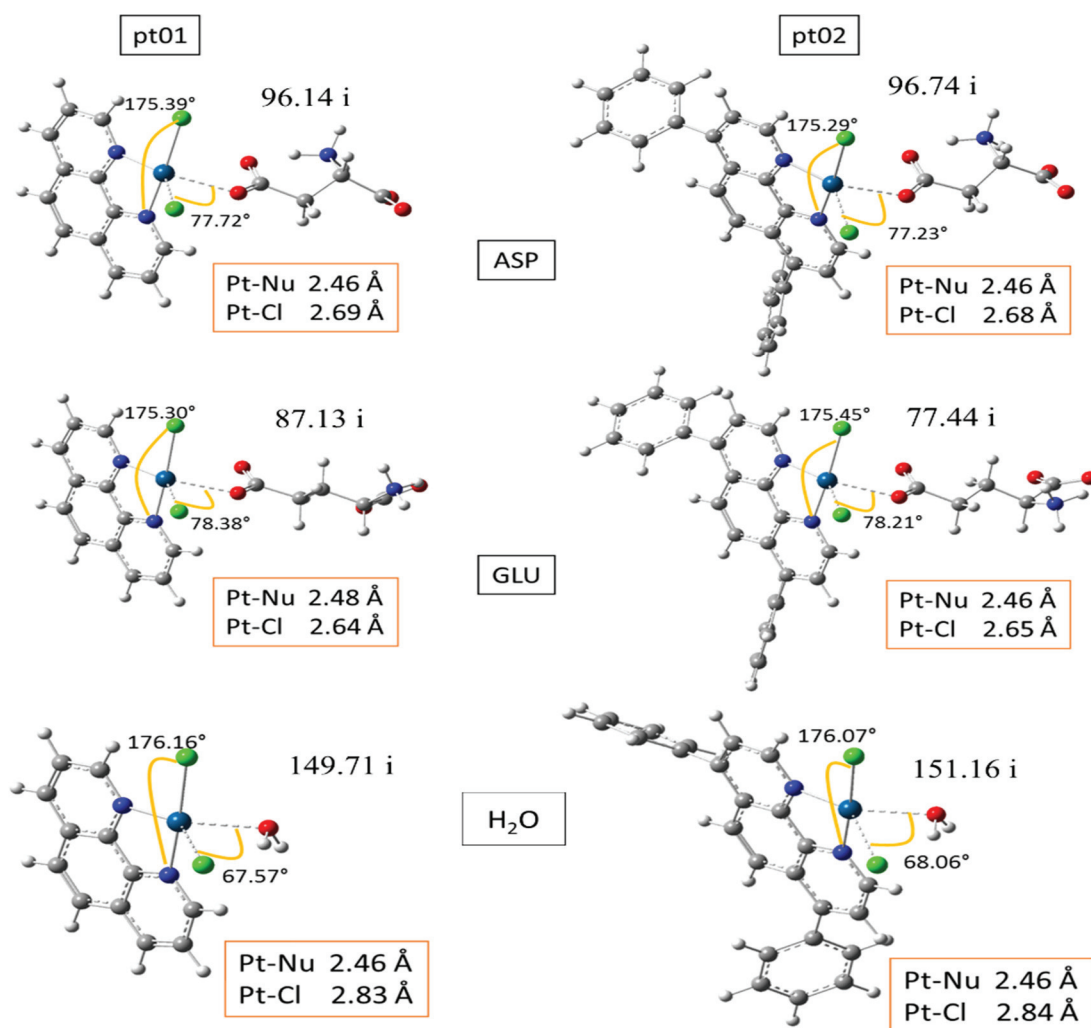 pt01
pt02
175.39°
96.14 i
77.72°
Pt-Nu 2.46 Å
Pt-Cl 2.69 Å
ASP
175.29°
96.74 i
77.23°
Pt-Nu 2.46 Å
Pt-Cl 2.68 Å
175.30°
87.13 i
78.38°
Pt-Nu 2.48 Å
Pt-Cl 2.64 Å
GLU
175.45°
77.44 i
78.21°
Pt-Nu 2.46 Å
Pt-Cl 2.65 Å
176.16°
149.71 i
67.57°
Pt-Nu 2.46 Å
Pt-Cl 2.83 Å
H₂O
176.07°
151.16 i
68.06°
Pt-Nu 2.46 Å
Pt-Cl 2.84 Å